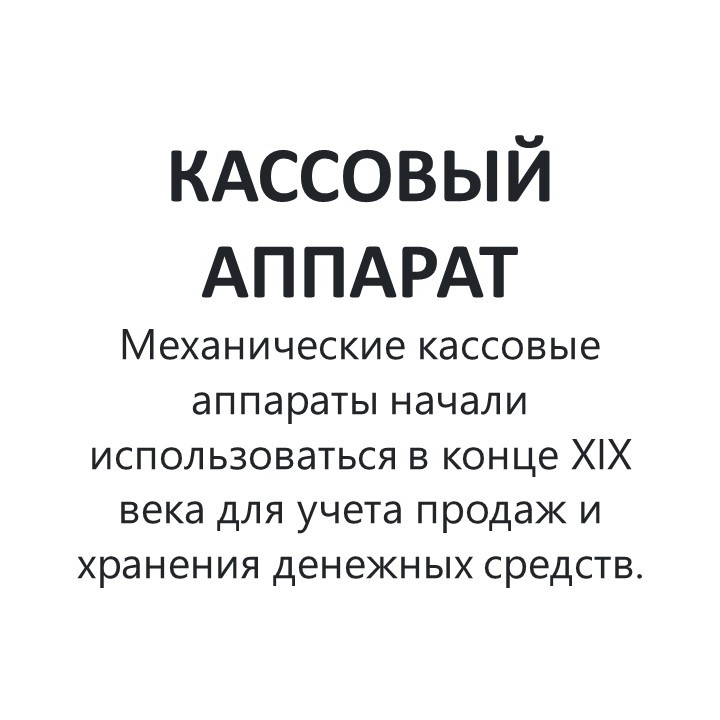 КАССОВЫЙ
АППАРАТ
Механические кассовые
аппараты начали
использоваться в конце XIX
века для учета продаж и
хранения денежных средств.